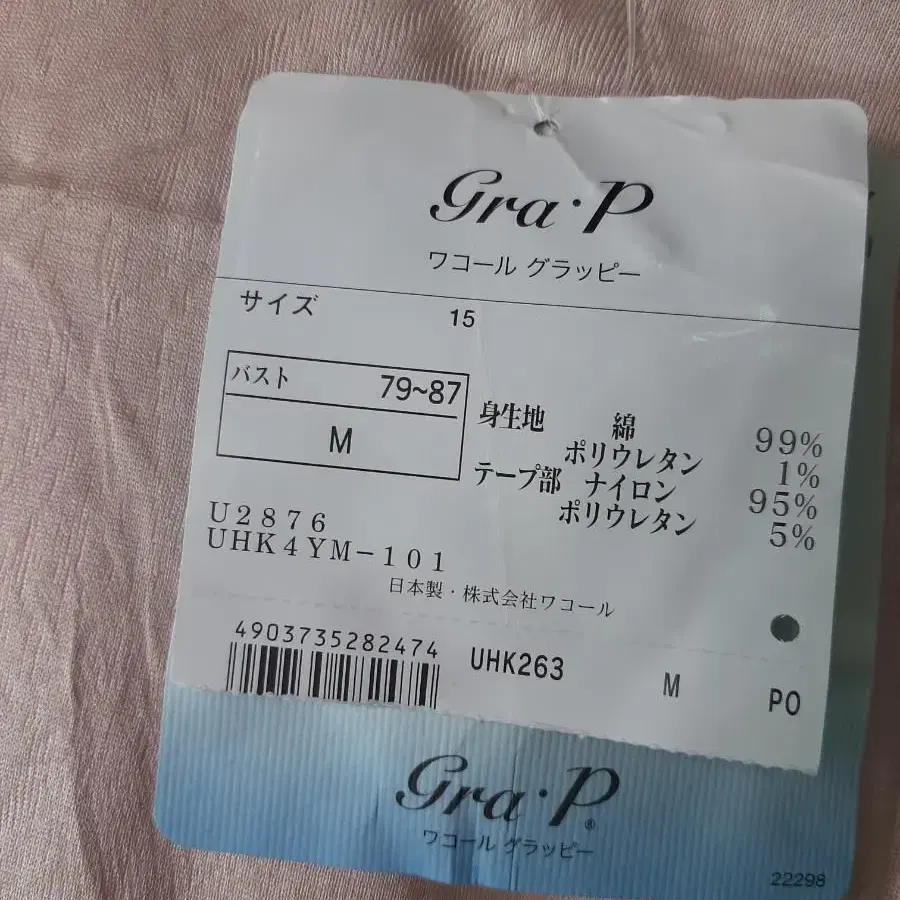 Gra・P
ワコール グラッピー
サイズ 15
バスト 79~87
M
身生地 綿 99%
ポリウレタン 1%
テープ部 ナイロン 95%
ポリウレタン 5%
U2876
UHK4YM-101
日本製・株式会社ワコール
4903735282474 UHK263 M PO
Gra・P®
ワコール グラッピー
22298